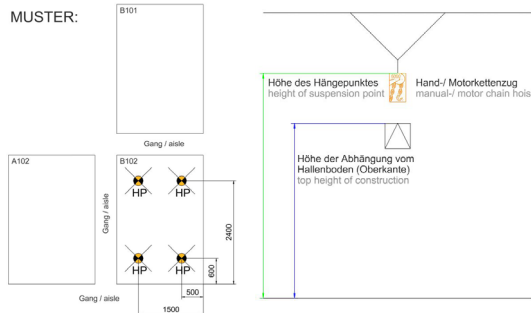 MUSTER:
B101
Gang / aisle
A102
B102
Gang / aisle
HP
HP
HP
HP
2400
600
500
1500
Gang / aisle
Höhe des Hängepunktes
height of suspension point
Hand-/ Motorkettenzug
manual-/ motor chain hois
Höhe der Abhängung vom
Hallenboden (Oberkante)
top height of construction